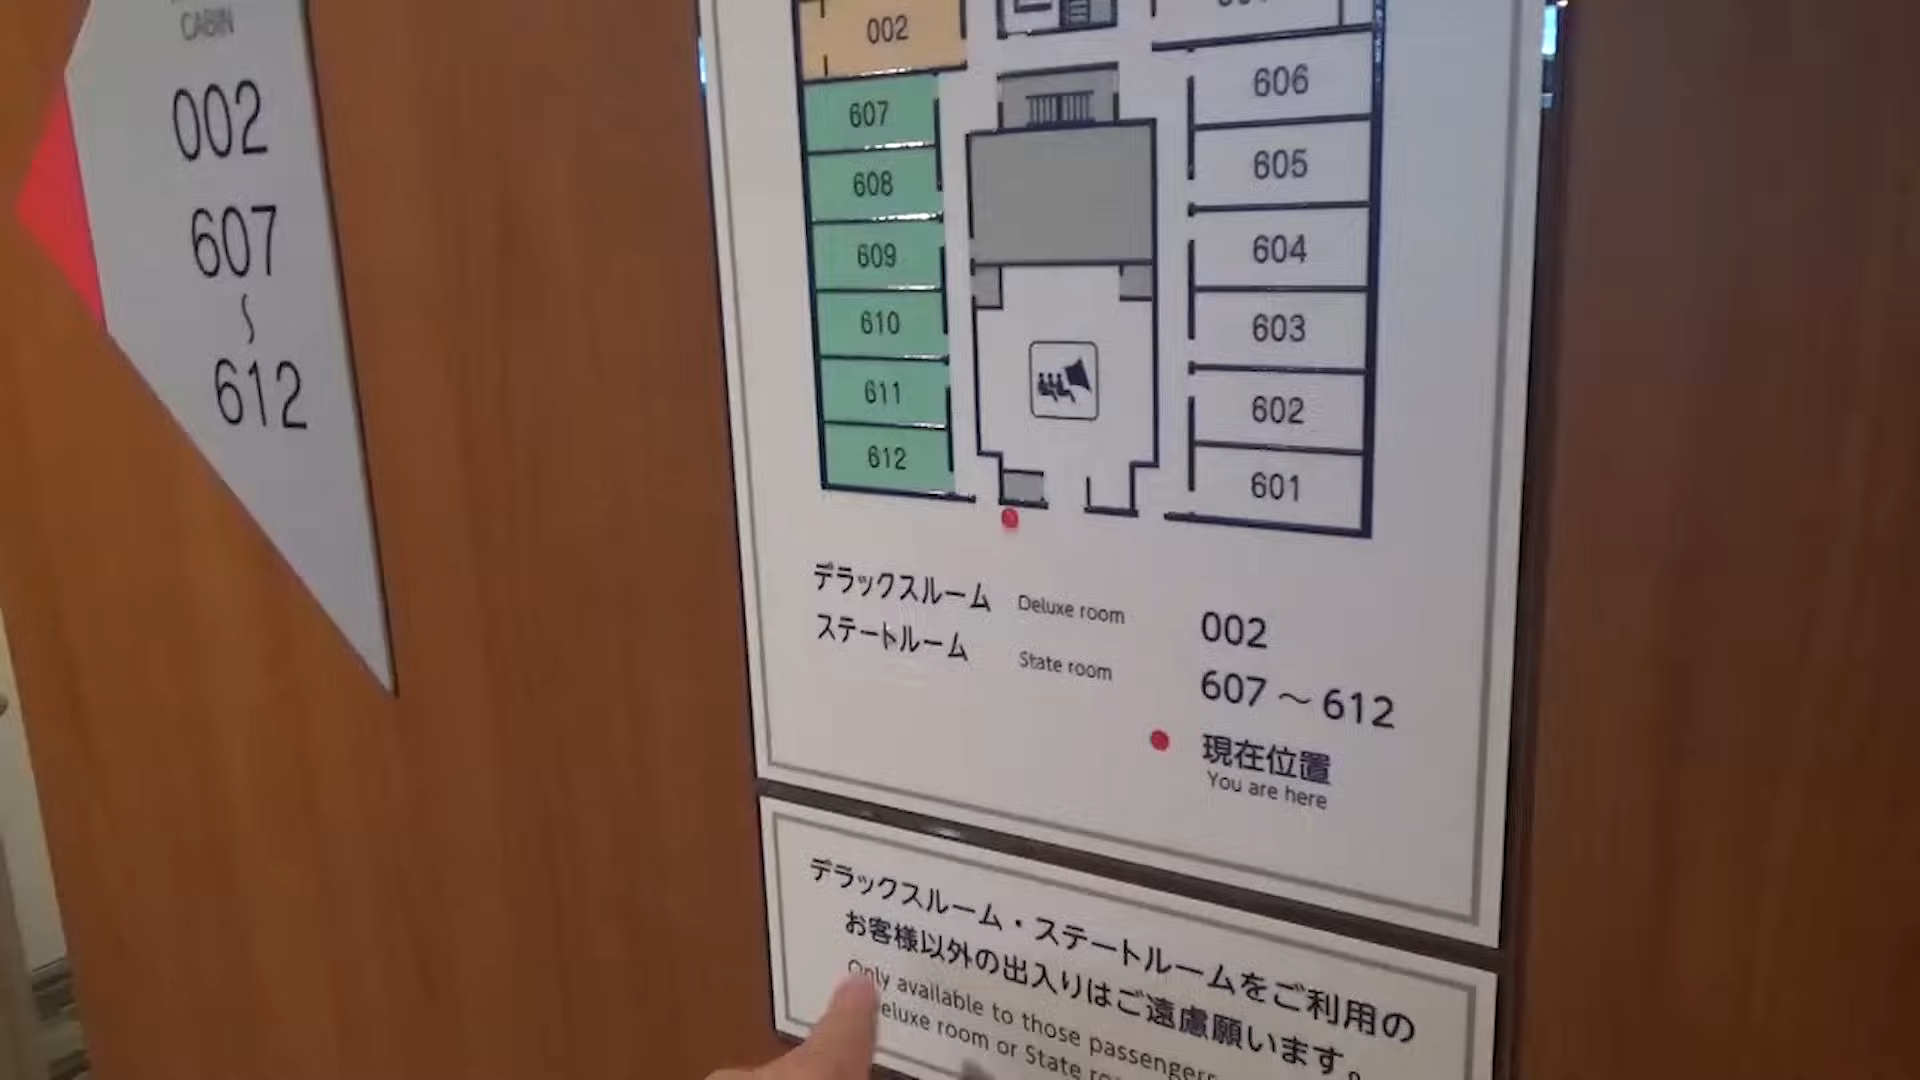 CABIN
002
607
～
612
002
607
608
609
610
611
612
606
605
604
603
602
601
デラックスルーム Deluxe room 002
ステートルーム State room 607～612
現在位置
You are here
デラックスルーム・ステートルームをご利用の
お客様以外の出入りはご遠慮願います。
Only available to those passengers
Deluxe room or State